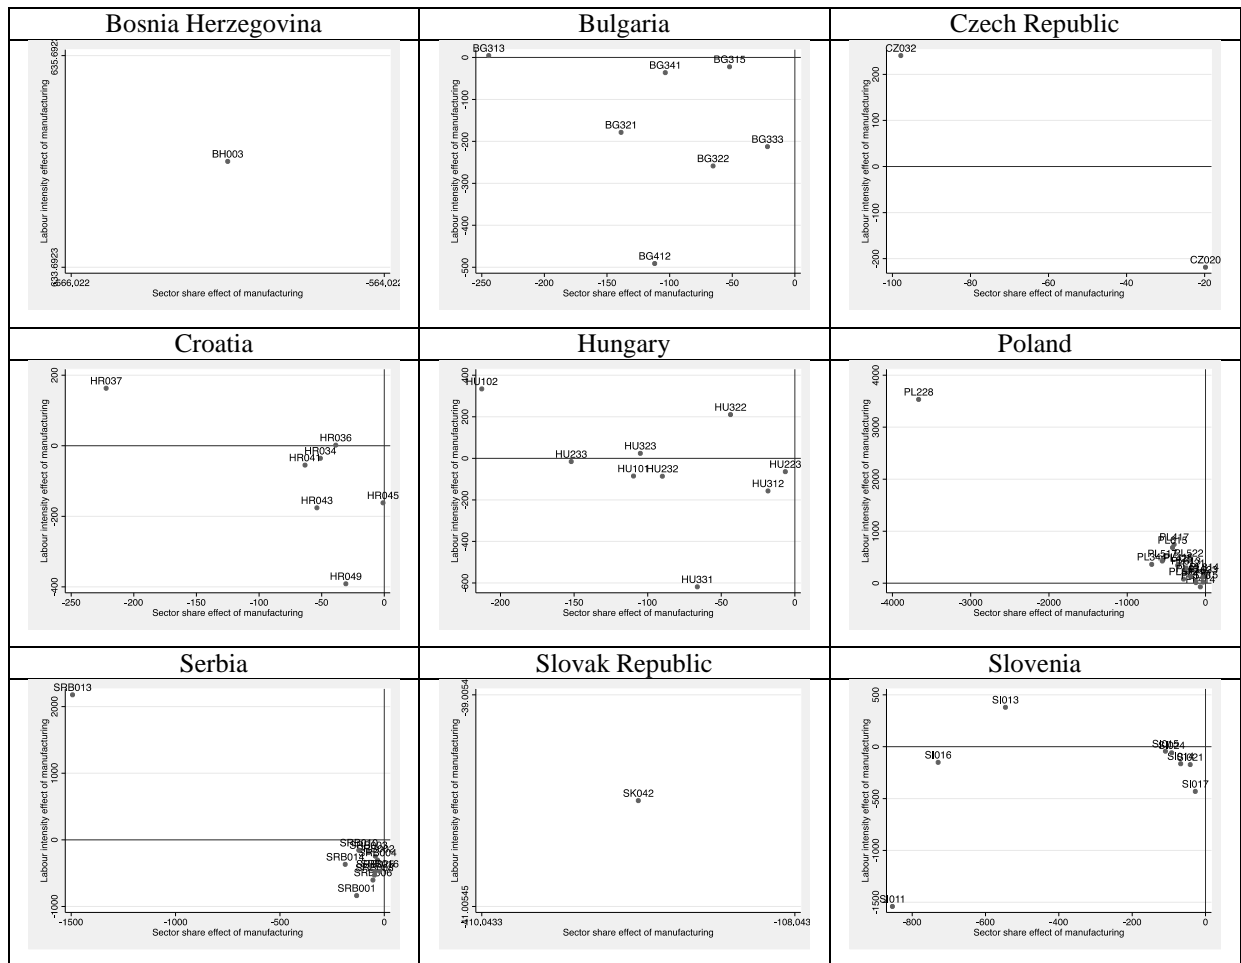 Bosnia Herzegovina
Bulgaria
Czech Republic
Labour intensity effect of manufacturing
635.6923
BH003
-564,022
Sector share effect of manufacturing
Labour intensity effect of manufacturing
0
-100
-200
-300
-400
-500
BG313
BG341
BG315
BG321
BG333
BG322
BG412
-250
-200
-150
-100
-50
0
Sector share effect of manufacturing
Labour intensity effect of manufacturing
200
100
0
-100
-200
CZ032
CZ020
-100
-80
-60
-40
-20
Sector share effect of manufacturing
Croatia
Hungary
Poland
Labour intensity effect of manufacturing
200
0
-200
-400
HR037
HR036
HR034
HR041
HR043
HR045
HR049
-250
-200
-150
-100
-50
0
Sector share effect of manufacturing
Labour intensity effect of manufacturing
400
200
0
-200
-400
-600
HU102
HU322
HU323
HU233
HU101
HU232
HU223
HU312
HU331
-200
-150
-100
-50
0
Sector share effect of manufacturing
Labour intensity effect of manufacturing
4000
3000
2000
1000
0
PL228
-4000
-3000
-2000
-1000
0
Sector share effect of manufacturing
Serbia
Slovak Republic
Slovenia
Labour intensity effect of manufacturing
2000
1000
0
-1000
SRB013
SRB014
SRB001
-1500
-1000
-500
0
Sector share effect of manufacturing
Labour intensity effect of manufacturing
-39.0054
-41.00545
SK042
-110,0433
-108,043
Sector share effect of manufacturing
Labour intensity effect of manufacturing
500
0
-500
-1000
-1500
SI013
SI016
SI015
SI024
SI014
SI021
SI017
SI011
-800
-600
-400
-200
0
Sector share effect of manufacturing